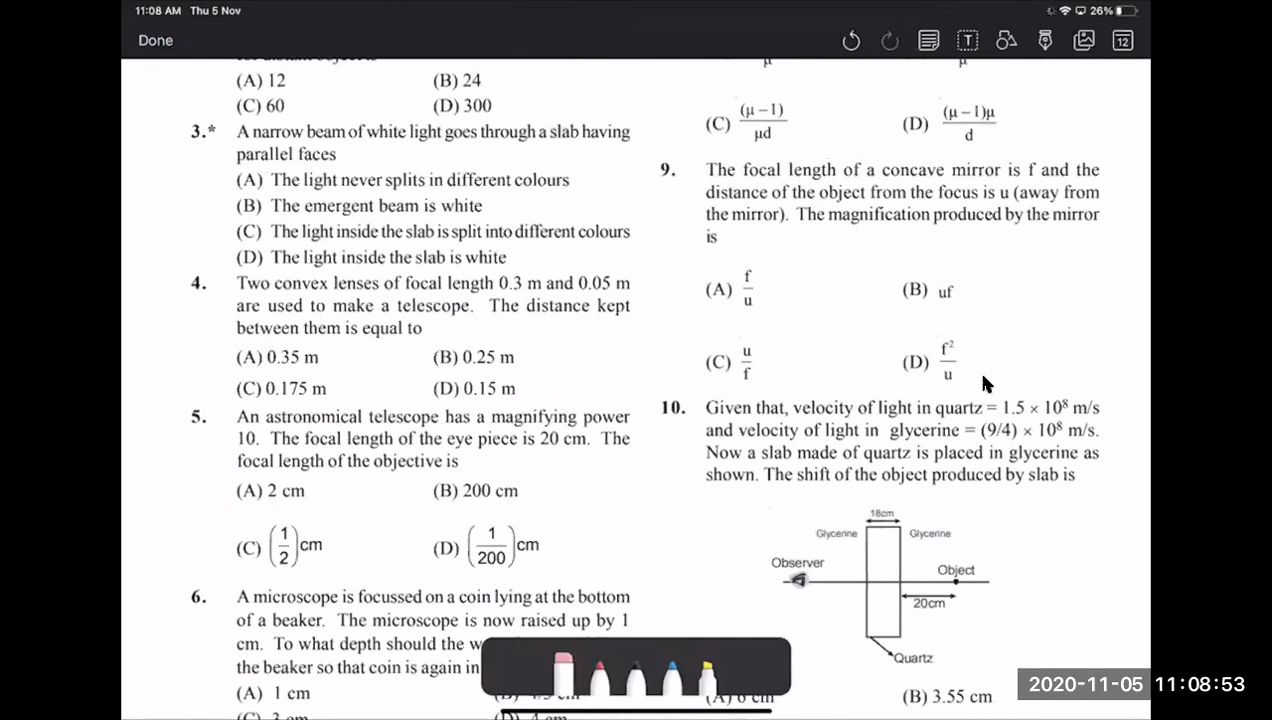 11:08 AM Thu 5 Nov
26%
Done
12
(A) 12 (B) 24
(C) 60 (D) 300
3.* A narrow beam of white light goes through a slab having
parallel faces
(A) The light never splits in different colours
(B) The emergent beam is white
(C) The light inside the slab is split into different colours
(D) The light inside the slab is white
4. Two convex lenses of focal length 0.3 m and 0.05 m
are used to make a telescope. The distance kept
between them is equal to
(A) 0.35 m (B) 0.25 m
(C) 0.175 m (D) 0.15 m
5. An astronomical telescope has a magnifying power
10. The focal length of the eye piece is 20 cm. The
focal length of the objective is
(A) 2 cm (B) 200 cm
(C) (1/2) cm (D) (1/200) cm
6. A microscope is focussed on a coin lying at the bottom
of a beaker. The microscope is now raised up by 1
cm. To what depth should the w
the beaker so that coin is again in
(A) 1 cm
μ μ
(C) (μ – 1)/μd (D) (μ – 1)μ/d
9. The focal length of a concave mirror is f and the
distance of the object from the focus is u (away from
the mirror). The magnification produced by the mirror
is
(A) f/u (B) uf
(C) u/f (D) f²/u
10. Given that, velocity of light in quartz = 1.5 × 10⁸ m/s
and velocity of light in glycerine = (9/4) × 10⁸ m/s.
Now a slab made of quartz is placed in glycerine as
shown. The shift of the object produced by slab is
18cm
Glycerine Glycerine
Observer Object
20cm
Quartz
(A) 6 cm (B) 3.55 cm
2020-11-05 11:08:53